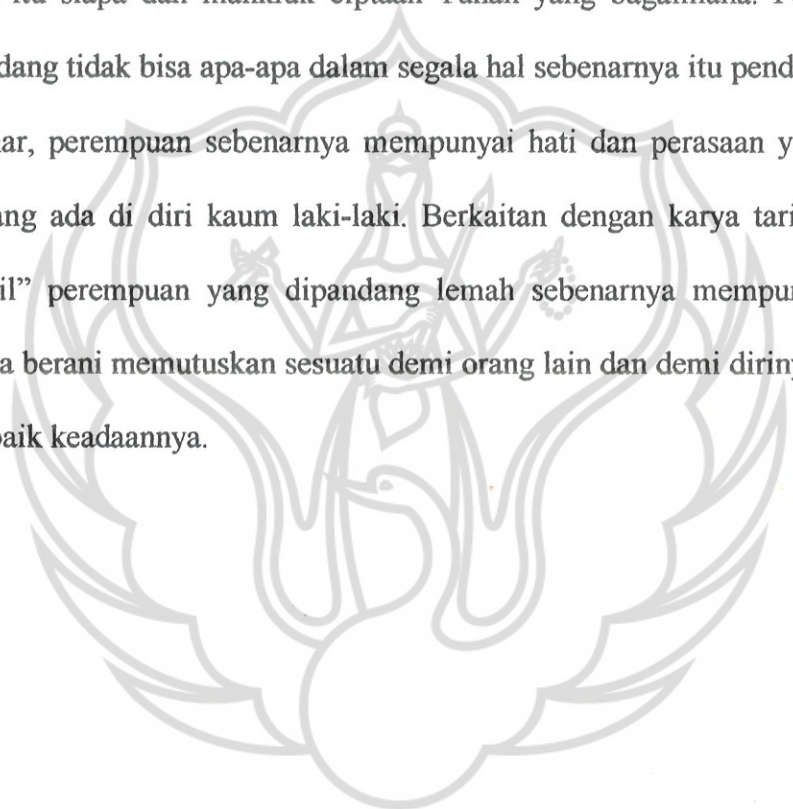 itu siapa dan makhluk ciptaan Tuhan yang bagaimana.
dang tidak bisa apa-apa dalam segala hal sebenarnya itu pend
ar, perempuan sebenarnya mempunyai hati dan perasaan y
ang ada di diri kaum laki-laki. Berkaitan dengan karya tari
il” perempuan yang dipandang lemah sebenarnya mempun
a berani memutuskan sesuatu demi orang lain dan demi diriny
baik keadaannya.